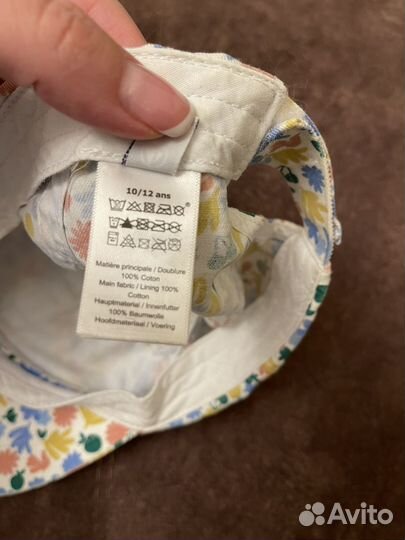 10/12 ans
Matière principale / Doublure
100% Coton
Main fabric / Lining 100%
Cotton
Hauptmaterial / Innenfutter
100% Baumwolle
Hoofdmateriaal / Voering
Avito